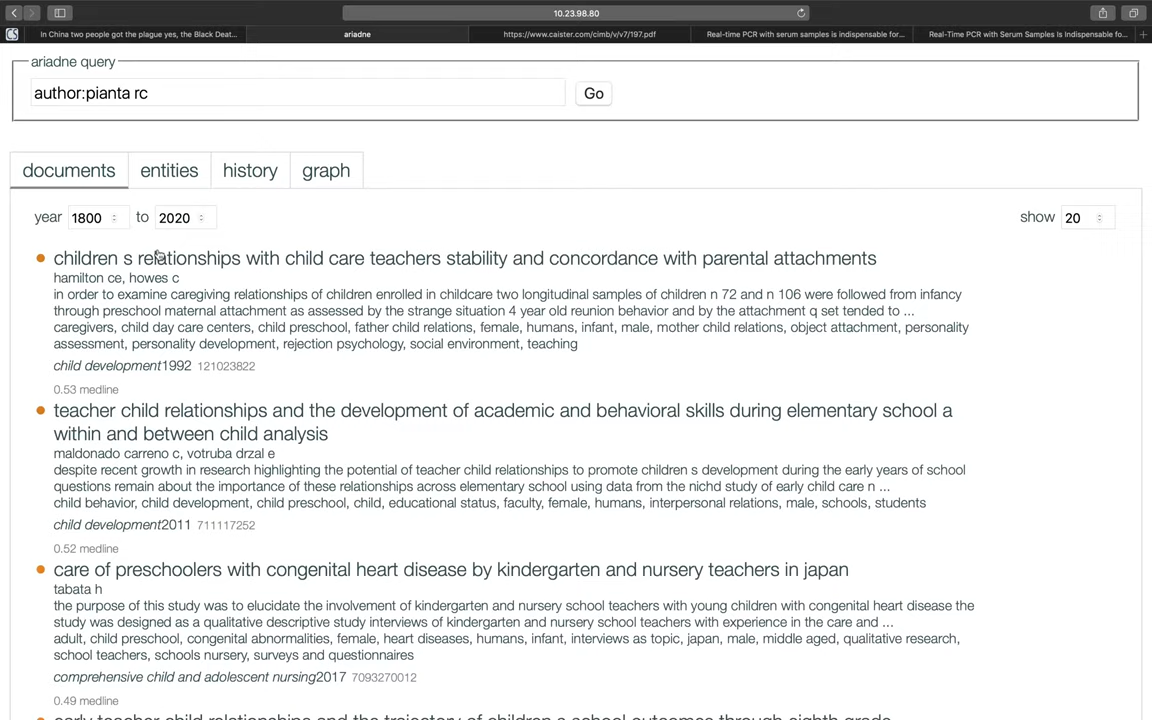 10.23.98.80
In China two people got the plague yes, the Black Deat...
ariadne
https://www.caister.com/cimb/v/v7/197.pdf
Real-time PCR with serum samples is indispensable for...
Real-Time PCR with Serum Samples Is Indispensable fo...
ariadne query
author:pianta rc
Go
documents
entities
history
graph
year 1800 to 2020
show 20
children s relationships with child care teachers stability and concordance with parental attachments
hamilton ce, howes c
in order to examine caregiving relationships of children enrolled in childcare two longitudinal samples of children n 72 and n 106 were followed from infancy
through preschool maternal attachment as assessed by the strange situation 4 year old reunion behavior and by the attachment q set tended to ...
caregivers, child day care centers, child preschool, father child relations, female, humans, infant, male, mother child relations, object attachment, personality
assessment, personality development, rejection psychology, social environment, teaching
child development1992 121023822
0.53 medline
teacher child relationships and the development of academic and behavioral skills during elementary school a
within and between child analysis
maldonado carreno c, votruba drzal e
despite recent growth in research highlighting the potential of teacher child relationships to promote children s development during the early years of school
questions remain about the importance of these relationships across elementary school using data from the nichd study of early child care n ...
child behavior, child development, child preschool, child, educational status, faculty, female, humans, interpersonal relations, male, schools, students
child development2011 711117252
0.52 medline
care of preschoolers with congenital heart disease by kindergarten and nursery teachers in japan
tabata h
the purpose of this study was to elucidate the involvement of kindergarten and nursery school teachers with young children with congenital heart disease the
study was designed as a qualitative descriptive study interviews of kindergarten and nursery school teachers with experience in the care and ...
adult, child preschool, congenital abnormalities, female, heart diseases, humans, infant, interviews as topic, japan, male, middle aged, qualitative research,
school teachers, schools nursery, surveys and questionnaires
comprehensive child and adolescent nursing2017 7093270012
0.49 medline
early teacher child relationships and the trajectory of children s school outcomes through eighth grade